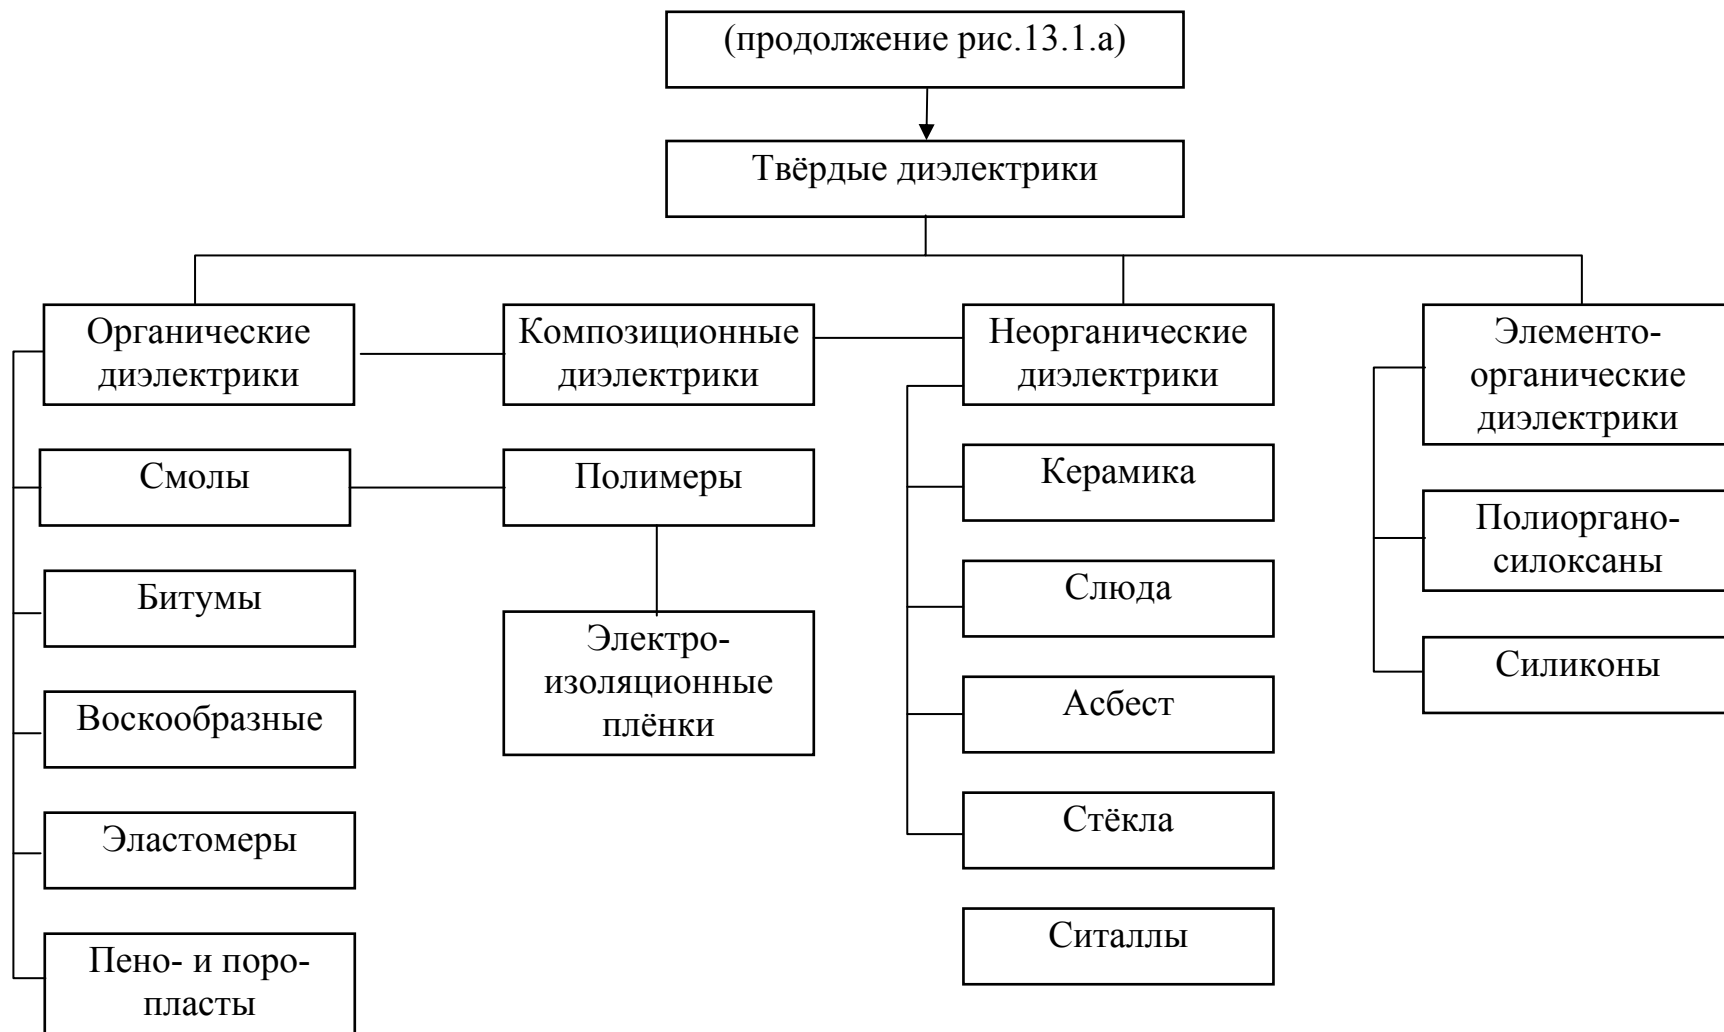 (продолжение рис.13.1.а)
Твёрдые диэлектрики
Органические
диэлектрики
Композиционные
диэлектрики
Неорганические
диэлектрики
Элементо-
органические
диэлектрики
Смолы
Полимеры
Керамика
Полиоргано-
силоксаны
Битумы
Электро-
изоляционные
плёнки
Слюда
Силиконы
Воскообразные
Асбест
Эластомеры
Стёкла
Пено- и поро-
пласты
Ситаллы